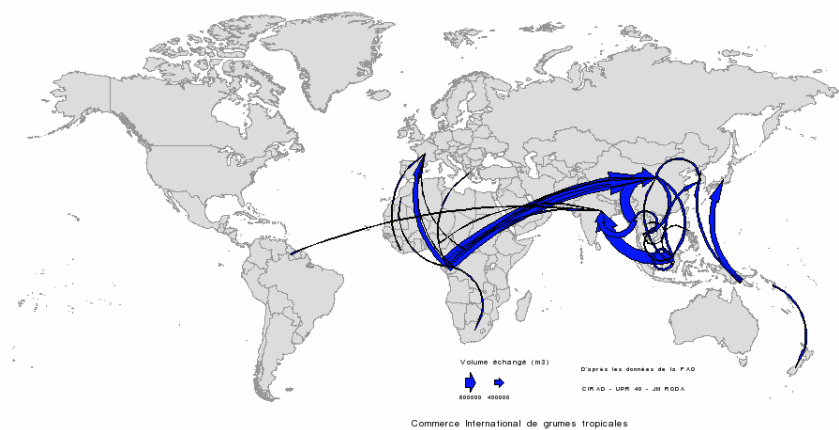 Volume échangé (m3)
800000 400000
D'après les données de la FAO
CIRAD - UPR 40 - JM RODA
Commerce International de grumes tropicales